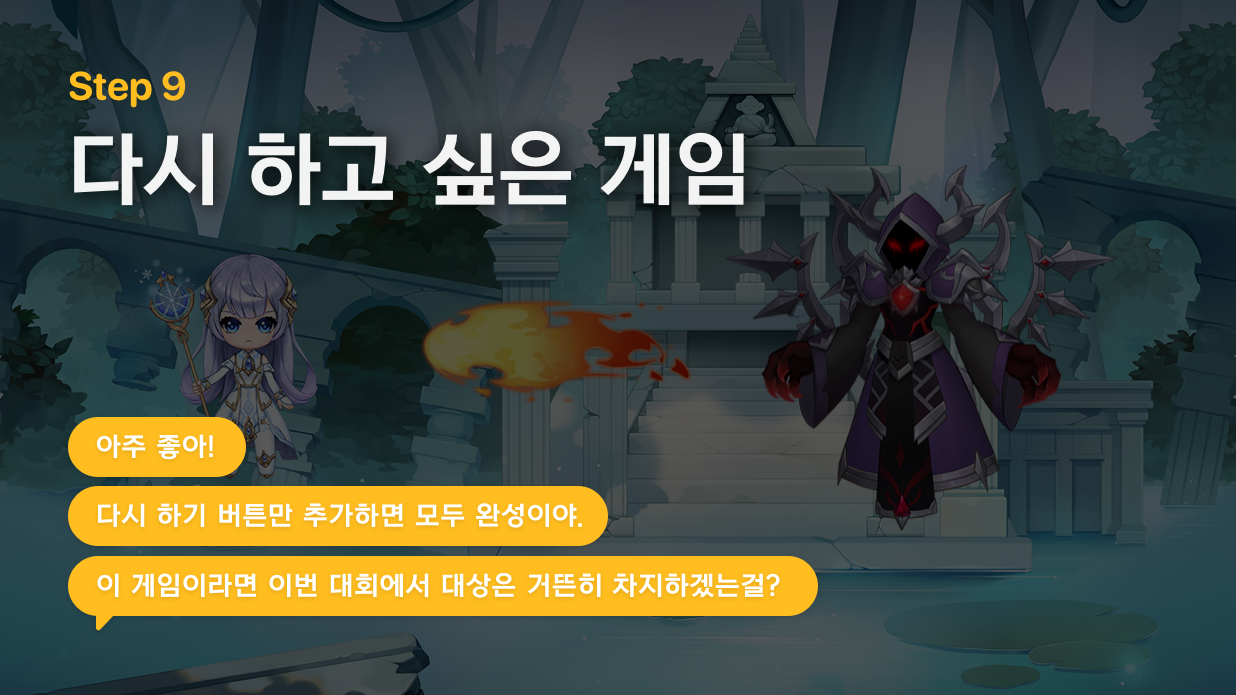 Step 9
다시 하고 싶은 게임
아주 좋아!
다시 하기 버튼만 추가하면 모두 완성이야.
이 게임이라면 이번 대회에서 대상은 거뜬히 차지하겠는걸?